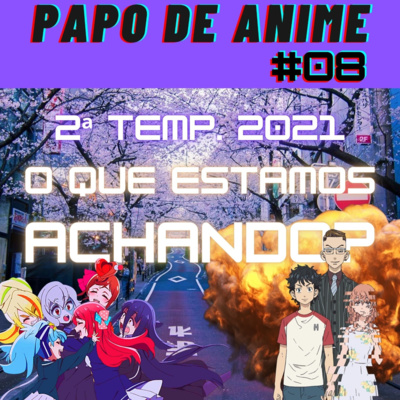 PAPO DE ANIME
#08
2ª TEMP. 2021
O QUE ESTAMOS
ACHANDO?